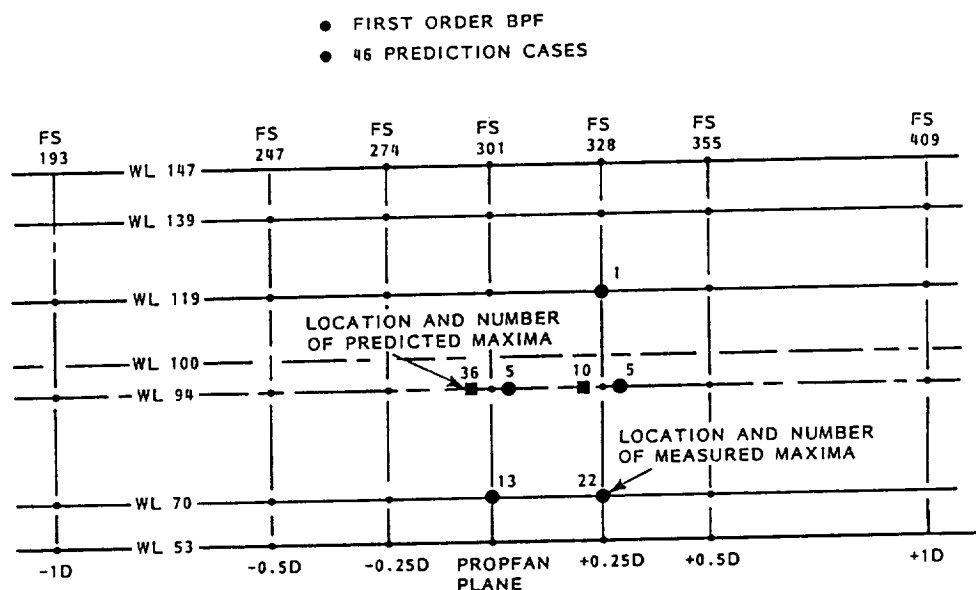 ● FIRST ORDER BPF
● 46 PREDICTION CASES
FS 193
FS 247
FS 274
FS 301
FS 328
FS 355
FS 409
WL 147
WL 139
1
WL 119
LOCATION AND NUMBER
OF PREDICTED MAXIMA
WL 100
36 5 10 5
WL 94
LOCATION AND NUMBER
OF MEASURED MAXIMA
13 22
WL 70
WL 53
-1D -0.5D -0.25D PROPFAN PLANE +0.25D +0.5D +1D